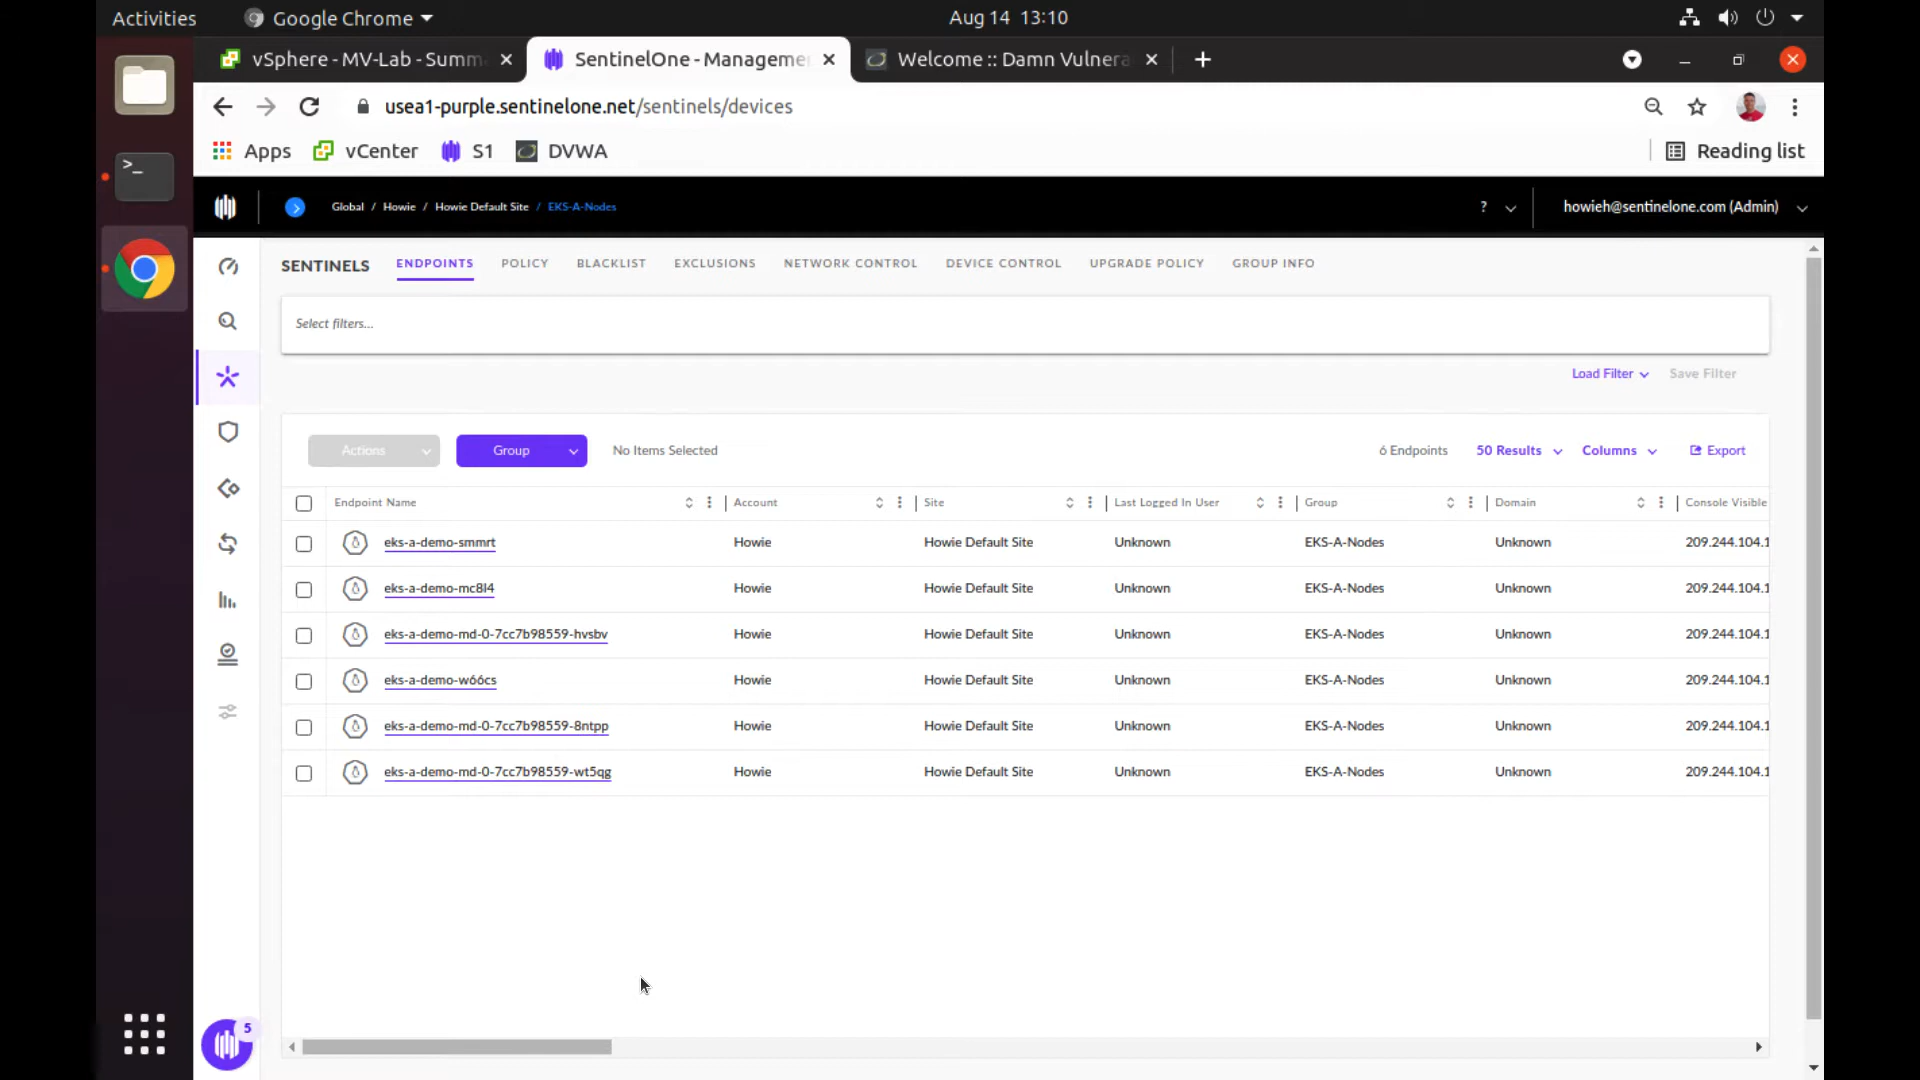 Activities
Google Chrome
Aug 14 13:10
vSphere - MV-Lab - Summ
SentinelOne - Manageme
Welcome :: Damn Vulnera
usea1-purple.sentinelone.net/sentinels/devices
Apps
vCenter
S1
DVWA
Reading list
Global / Howie / Howie Default Site / EKS-A-Nodes
?
howieh@sentinelone.com (Admin)
SENTINELS
ENDPOINTS
POLICY
BLACKLIST
EXCLUSIONS
NETWORK CONTROL
DEVICE CONTROL
UPGRADE POLICY
GROUP INFO
Select filters...
Load Filter
Save Filter
Actions
Group
No Items Selected
6 Endpoints
50 Results
Columns
Export
Endpoint Name Account Site Last Logged In User Group Domain Console Visible
eks-a-demo-smmrt Howie Howie Default Site Unknown EKS-A-Nodes Unknown 209.244.104.1
eks-a-demo-mc8l4 Howie Howie Default Site Unknown EKS-A-Nodes Unknown 209.244.104.1
eks-a-demo-md-0-7cc7b98559-hvsbv Howie Howie Default Site Unknown EKS-A-Nodes Unknown 209.244.104.1
eks-a-demo-w66cs Howie Howie Default Site Unknown EKS-A-Nodes Unknown 209.244.104.1
eks-a-demo-md-0-7cc7b98559-8ntpp Howie Howie Default Site Unknown EKS-A-Nodes Unknown 209.244.104.1
eks-a-demo-md-0-7cc7b98559-wt5qg Howie Howie Default Site Unknown EKS-A-Nodes Unknown 209.244.104.1
5